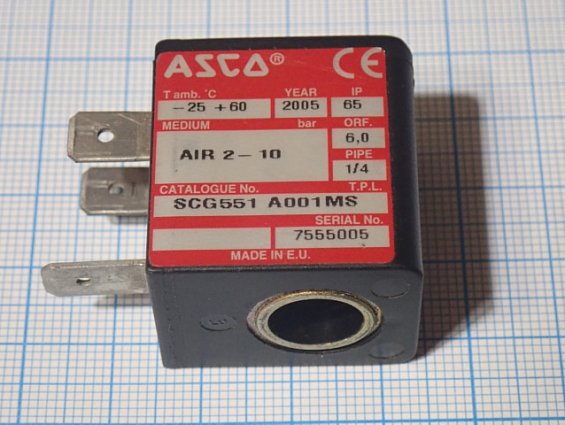 ASCO® CE
T amb. °C YEAR IP
-25 +60 2005 65
MEDIUM bar ORF.
AIR 2-10 6,0
PIPE
1/4
CATALOGUE No. T.P.L.
SCG551 A001MS
SERIAL No.
7555005
MADE IN E.U.